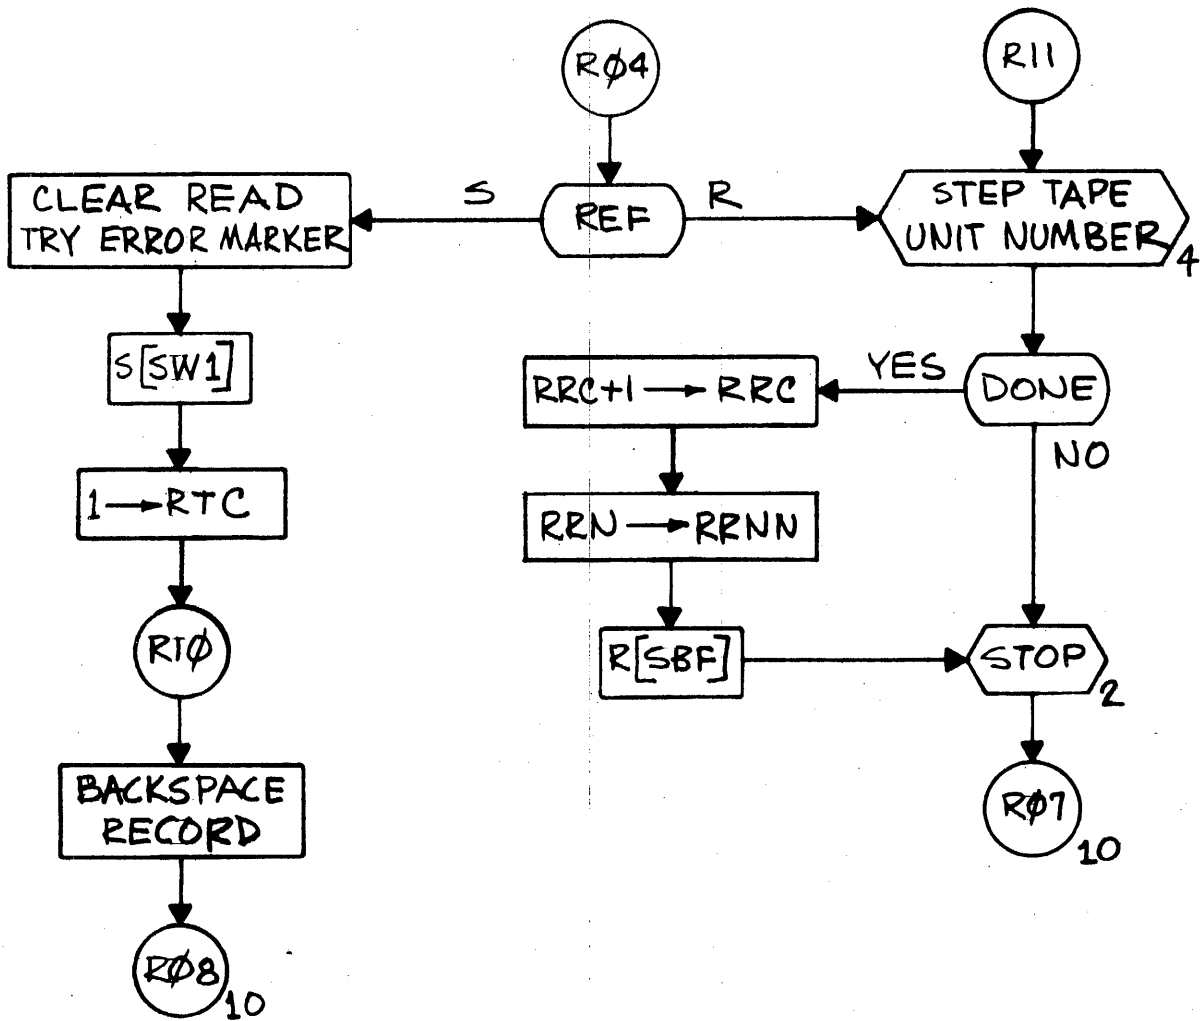 RØ4
R11
CLEAR READ
TRY ERROR MARKER
S
REF
R
STEP TAPE
UNIT NUMBER
4
S[SW1]
RRC+1 → RRC
YES
DONE
NO
1 → RTC
RRN → RRNN
R1Ø
R[SBF]
STOP
2
BACKSPACE
RECORD
RØ7
10
RØ8
10